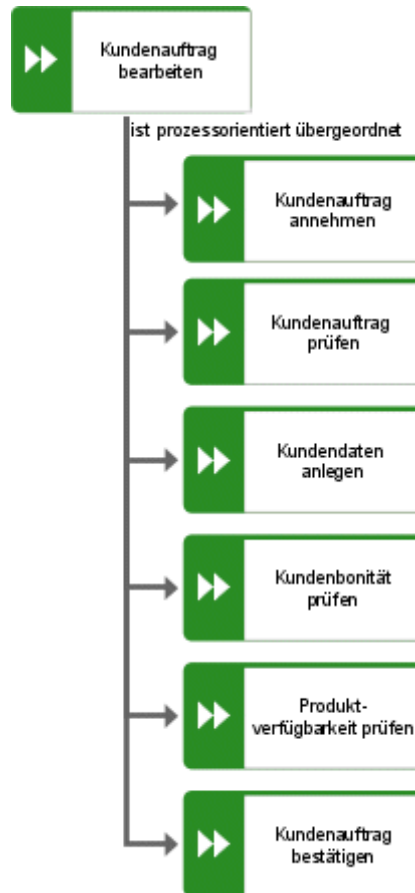 Kundenauftrag
bearbeiten
ist prozessorientiert übergeordnet
Kundenauftrag
annehmen
Kundenauftrag
prüfen
Kundendaten
anlegen
Kundenbonität
prüfen
Produkt-
verfügbarkeit prüfen
Kundenauftrag
bestätigen